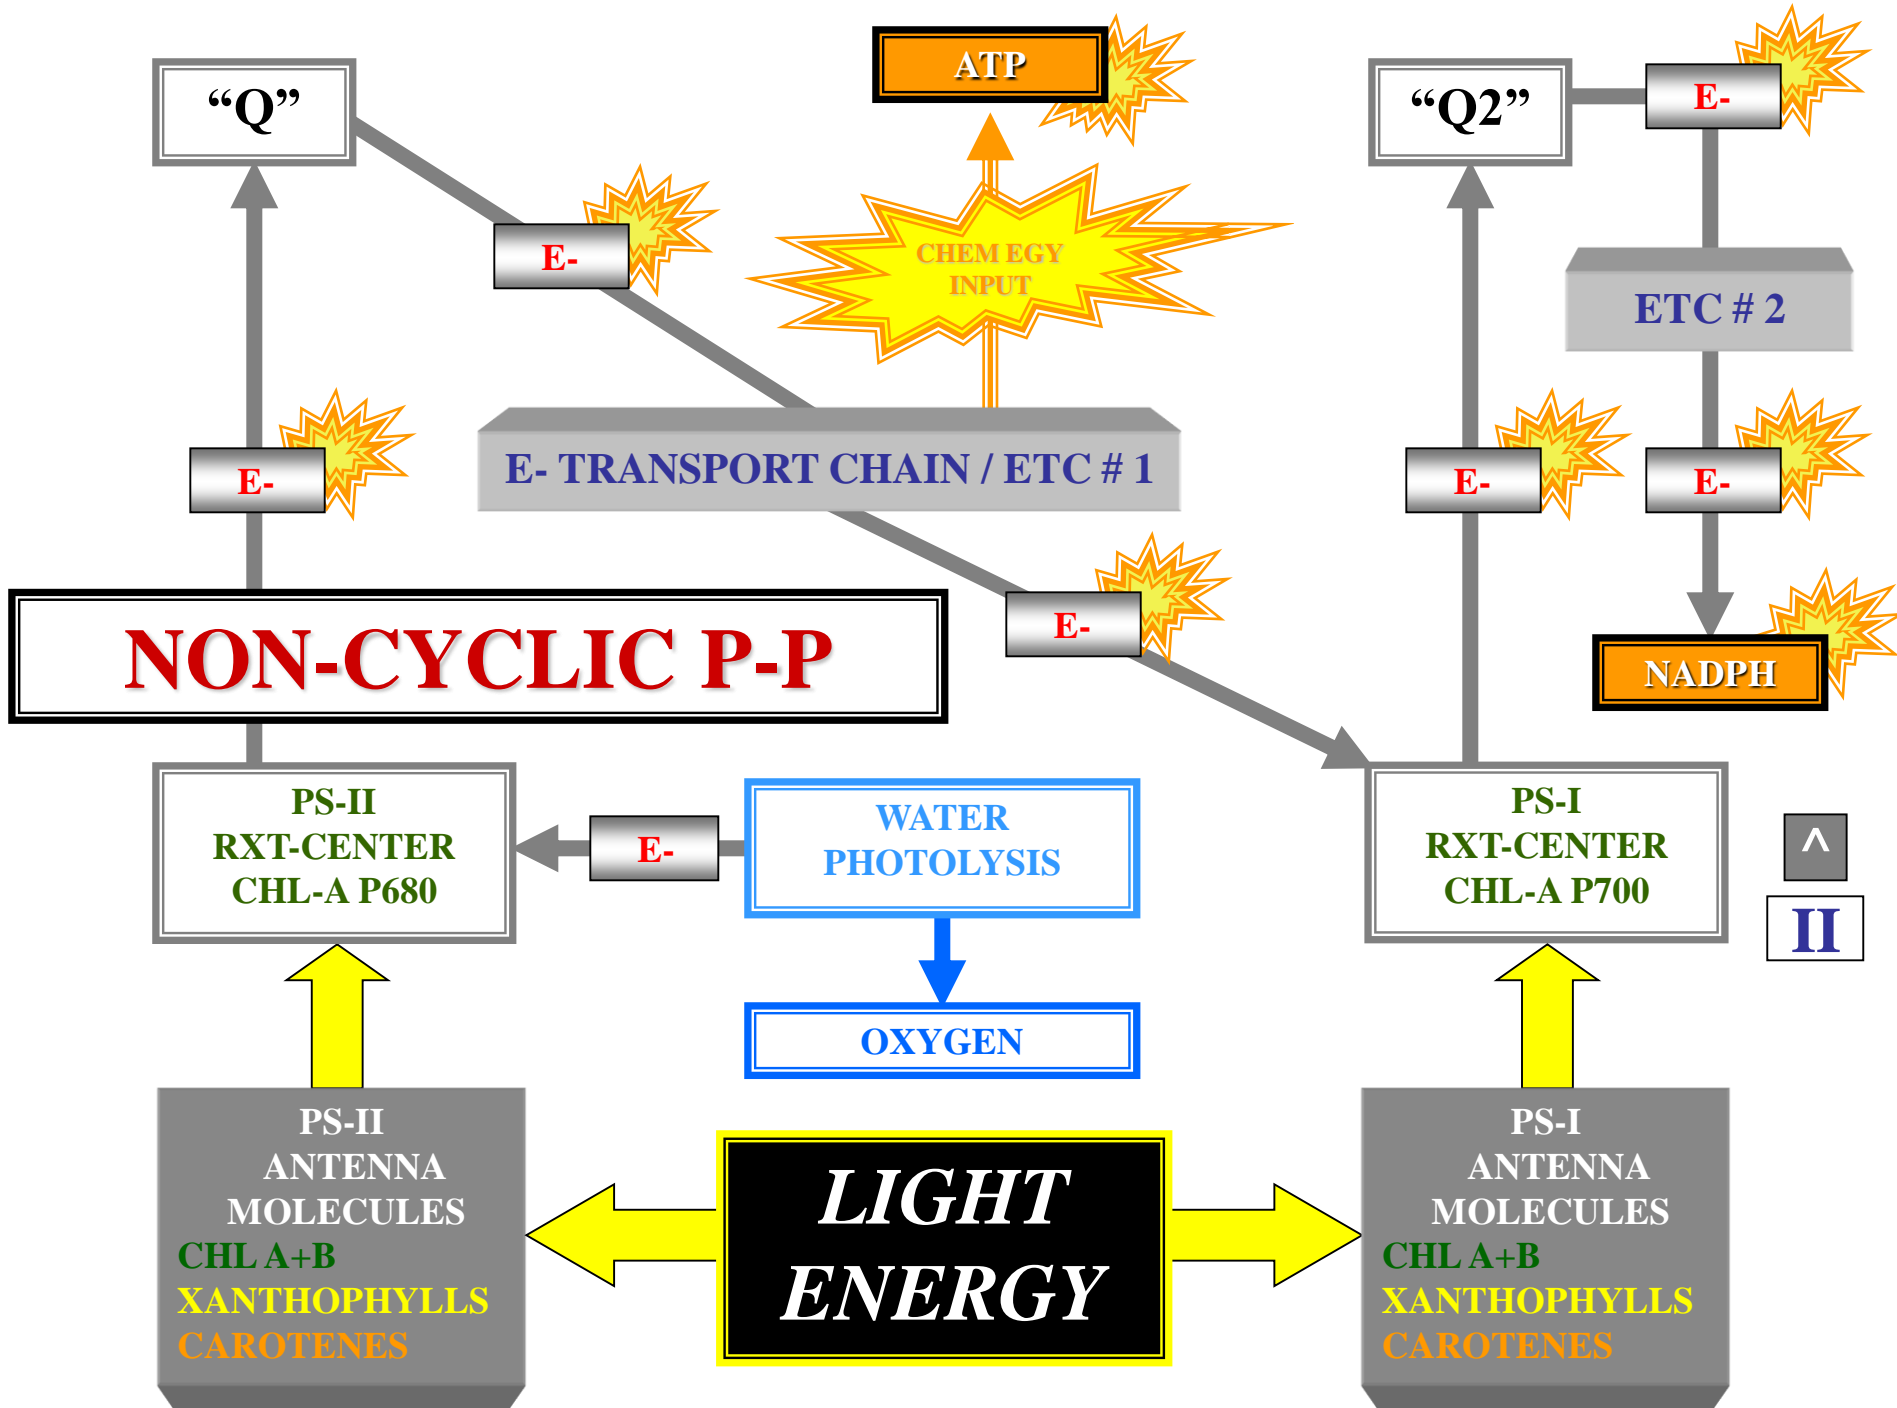 “Q”
ATP
“Q2”
E-
E-
CHEM EGY
INPUT
ETC # 2
E-
E- TRANSPORT CHAIN / ETC # 1
E-
E-
E-
NON-CYCLIC P-P
NADPH
PS-II
RXT-CENTER
CHL-A P680
E-
WATER
PHOTOLYSIS
PS-I
RXT-CENTER
CHL-A P700
^
II
OXYGEN
PS-II
ANTENNA
MOLECULES
CHL A+B
XANTHOPHYLLS
CAROTENES
LIGHT
ENERGY
PS-I
ANTENNA
MOLECULES
CHL A+B
XANTHOPHYLLS
CAROTENES